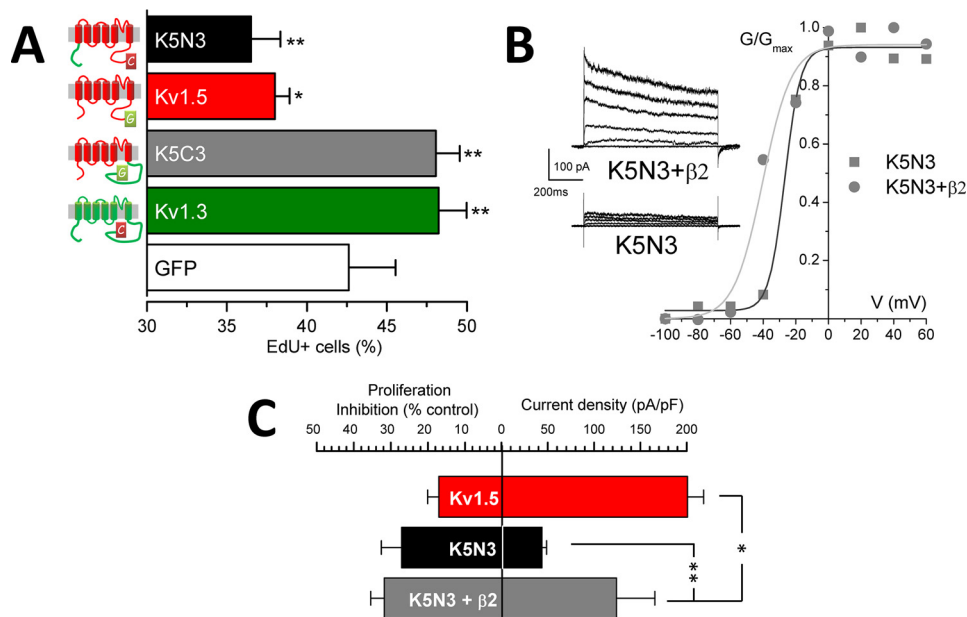 A
K5N3
**
C
Kv1.5
*
G
K5C3
**
G
Kv1.3
**
C
GFP
30 35 40 45 50
EdU+ cells (%)
B
G/Gmax
1.0
0.8
0.6
0.4
0.2
100 pA
200ms
K5N3+β2
K5N3
K5N3
K5N3+β2
V (mV)
-100 -80 -60 -40 -20 0 20 40 60
C
Proliferation
Inhibition (% control)
Current density (pA/pF)
50 40 30 20 10 0 50 100 150 200
Kv1.5
K5N3
K5N3 + β2
**
*